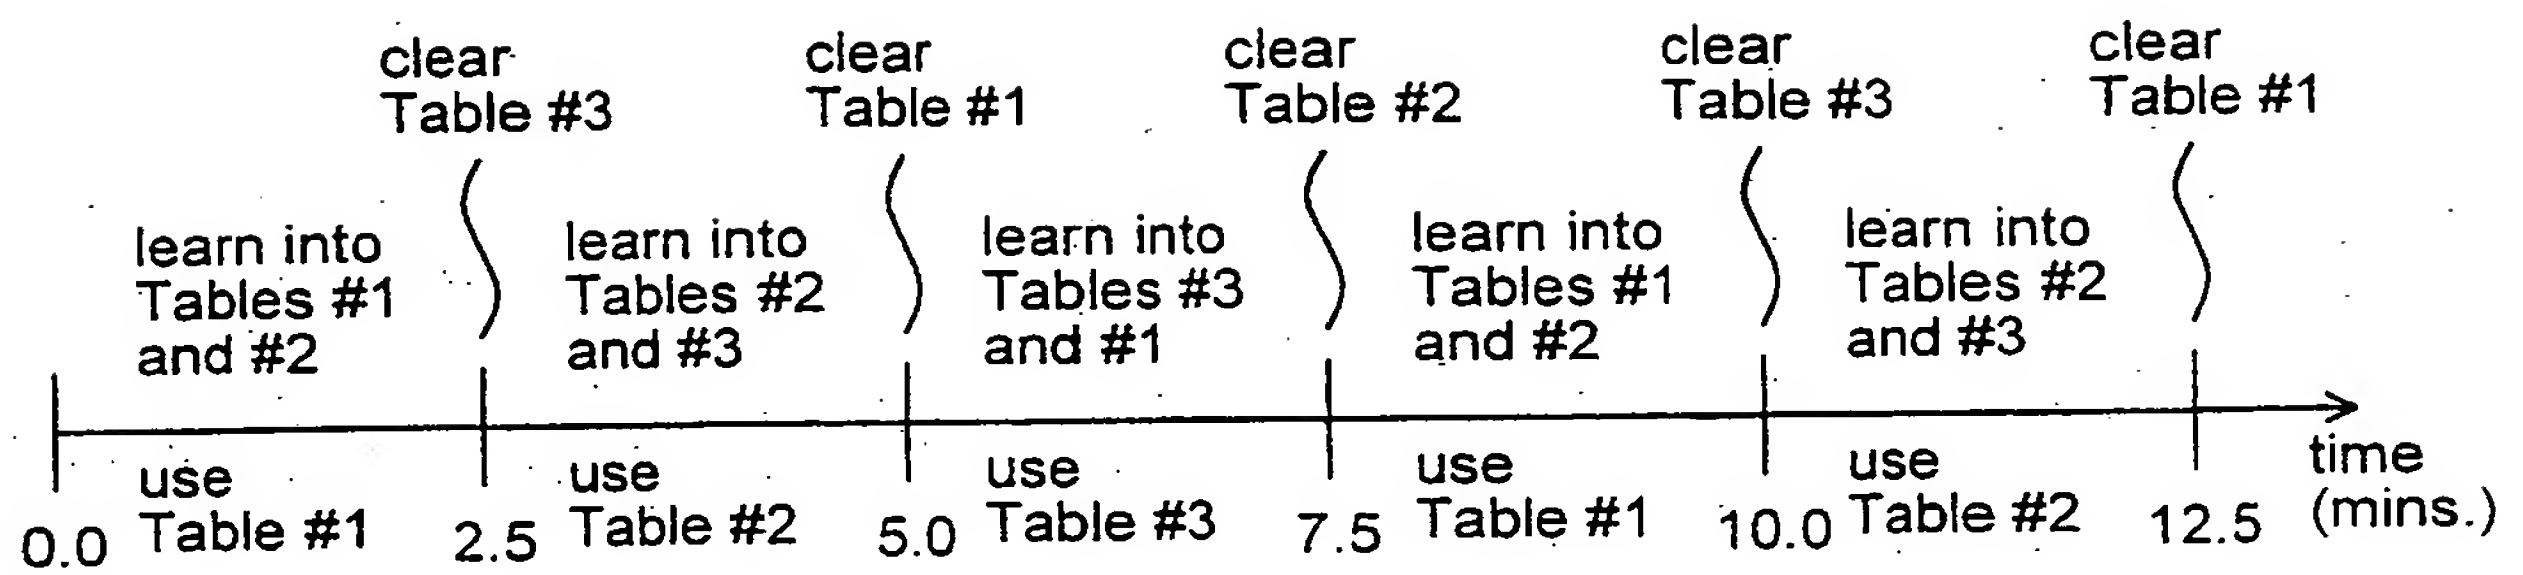 clear
Table #3
clear
Table #1
clear
Table #2
clear
Table #3
clear
Table #1
learn into
Tables #1
and #2
learn into
Tables #2
and #3
learn into
Tables #3
and #1
learn into
Tables #1
and #2
learn into
Tables #2
and #3
use
Table #1
use
Table #2
use
Table #3
use
Table #1
use
Table #2
time
(mins.)
0.0
2.5
5.0
7.5
10.0
12.5